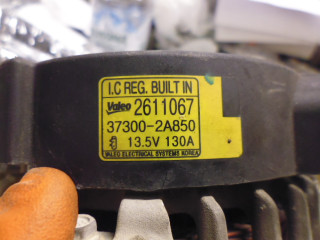 I.C REG. BUILT IN
Valeo 2611067
37300-2A850
13.5V 130A
VALEO ELECTRICAL SYSTEMS KOREA